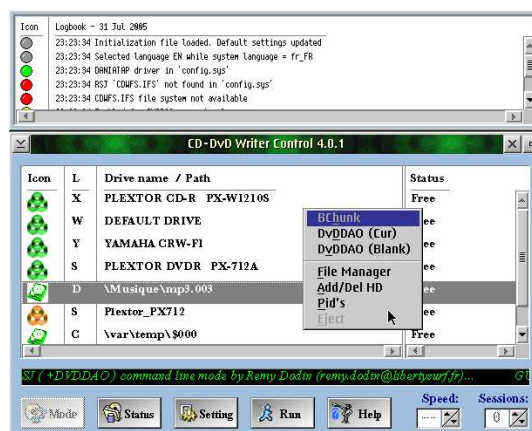 Icon Logbook - 31 Jul 2005
23:23:34 Initialization file loaded. Default settings updated
23:23:34 Selected language EN while system language = fr_FR
23:23:34 DANIATAP driver in 'config.sys'
23:23:34 RSJ 'CDWFS.IFS' not found in 'config.sys'
23:23:34 CDWFS.IFS file system not available
CD-DvD Writer Control 4.0.1
Icon L Drive name / Path Status
X PLEXTOR CD-R PX-W1210S Free
W DEFAULT DRIVE ee
Y YAMAHA CRW-F1 ee
S PLEXTOR DVDR PX-712A ee
D \Musique\mp3.003 ee
S Plextor_PX712 ee
C \var\temp\$000 Free
BChunk
DvDDAO (Cur)
DvDDAO (Blank)
File Manager
Add/Del HD
Pid's
Eject
SJ ( +DVDDAO ) command line mode by Remy Dodin (remy.dodin@libertysurf.fr)... GU
Mode Status Setting Run Help
Speed: Sessions:
-- 0